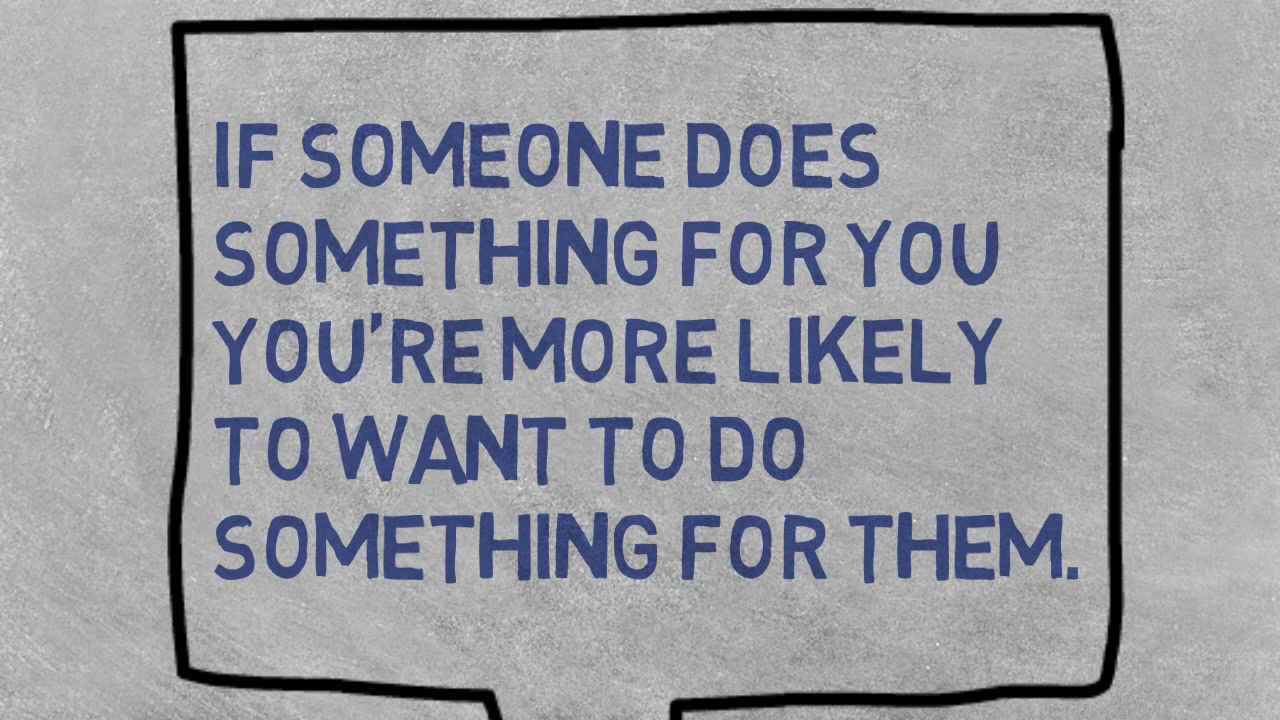 IF SOMEONE DOES
SOMETHING FOR YOU
YOU'RE MORE LIKELY
TO WANT TO DO
SOMETHING FOR THEM.